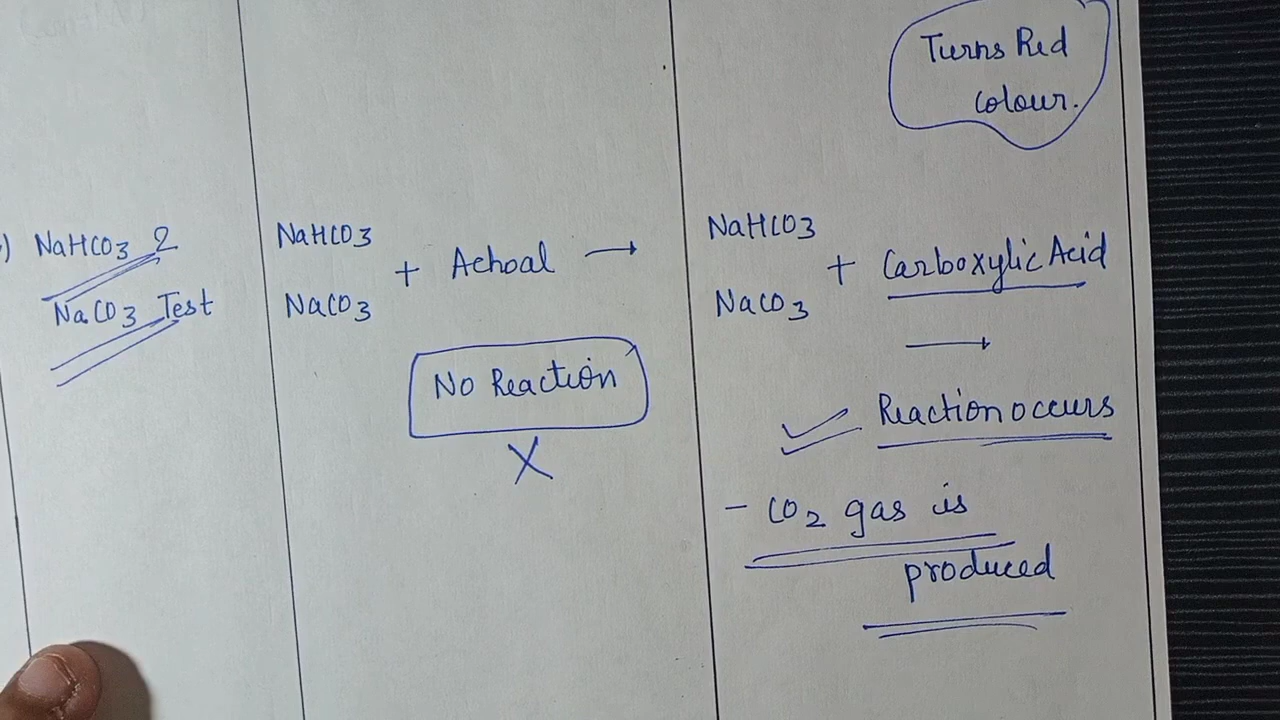 Turns Red
colour.
) NaHCO3 2
NaCO3 Test
NaHCO3
NaCO3
+ Achoal →
No Reaction
X
NaHCO3
NaCO3
+ Carboxylic Acid
→
Reaction occurs
- CO2 gas is
produced